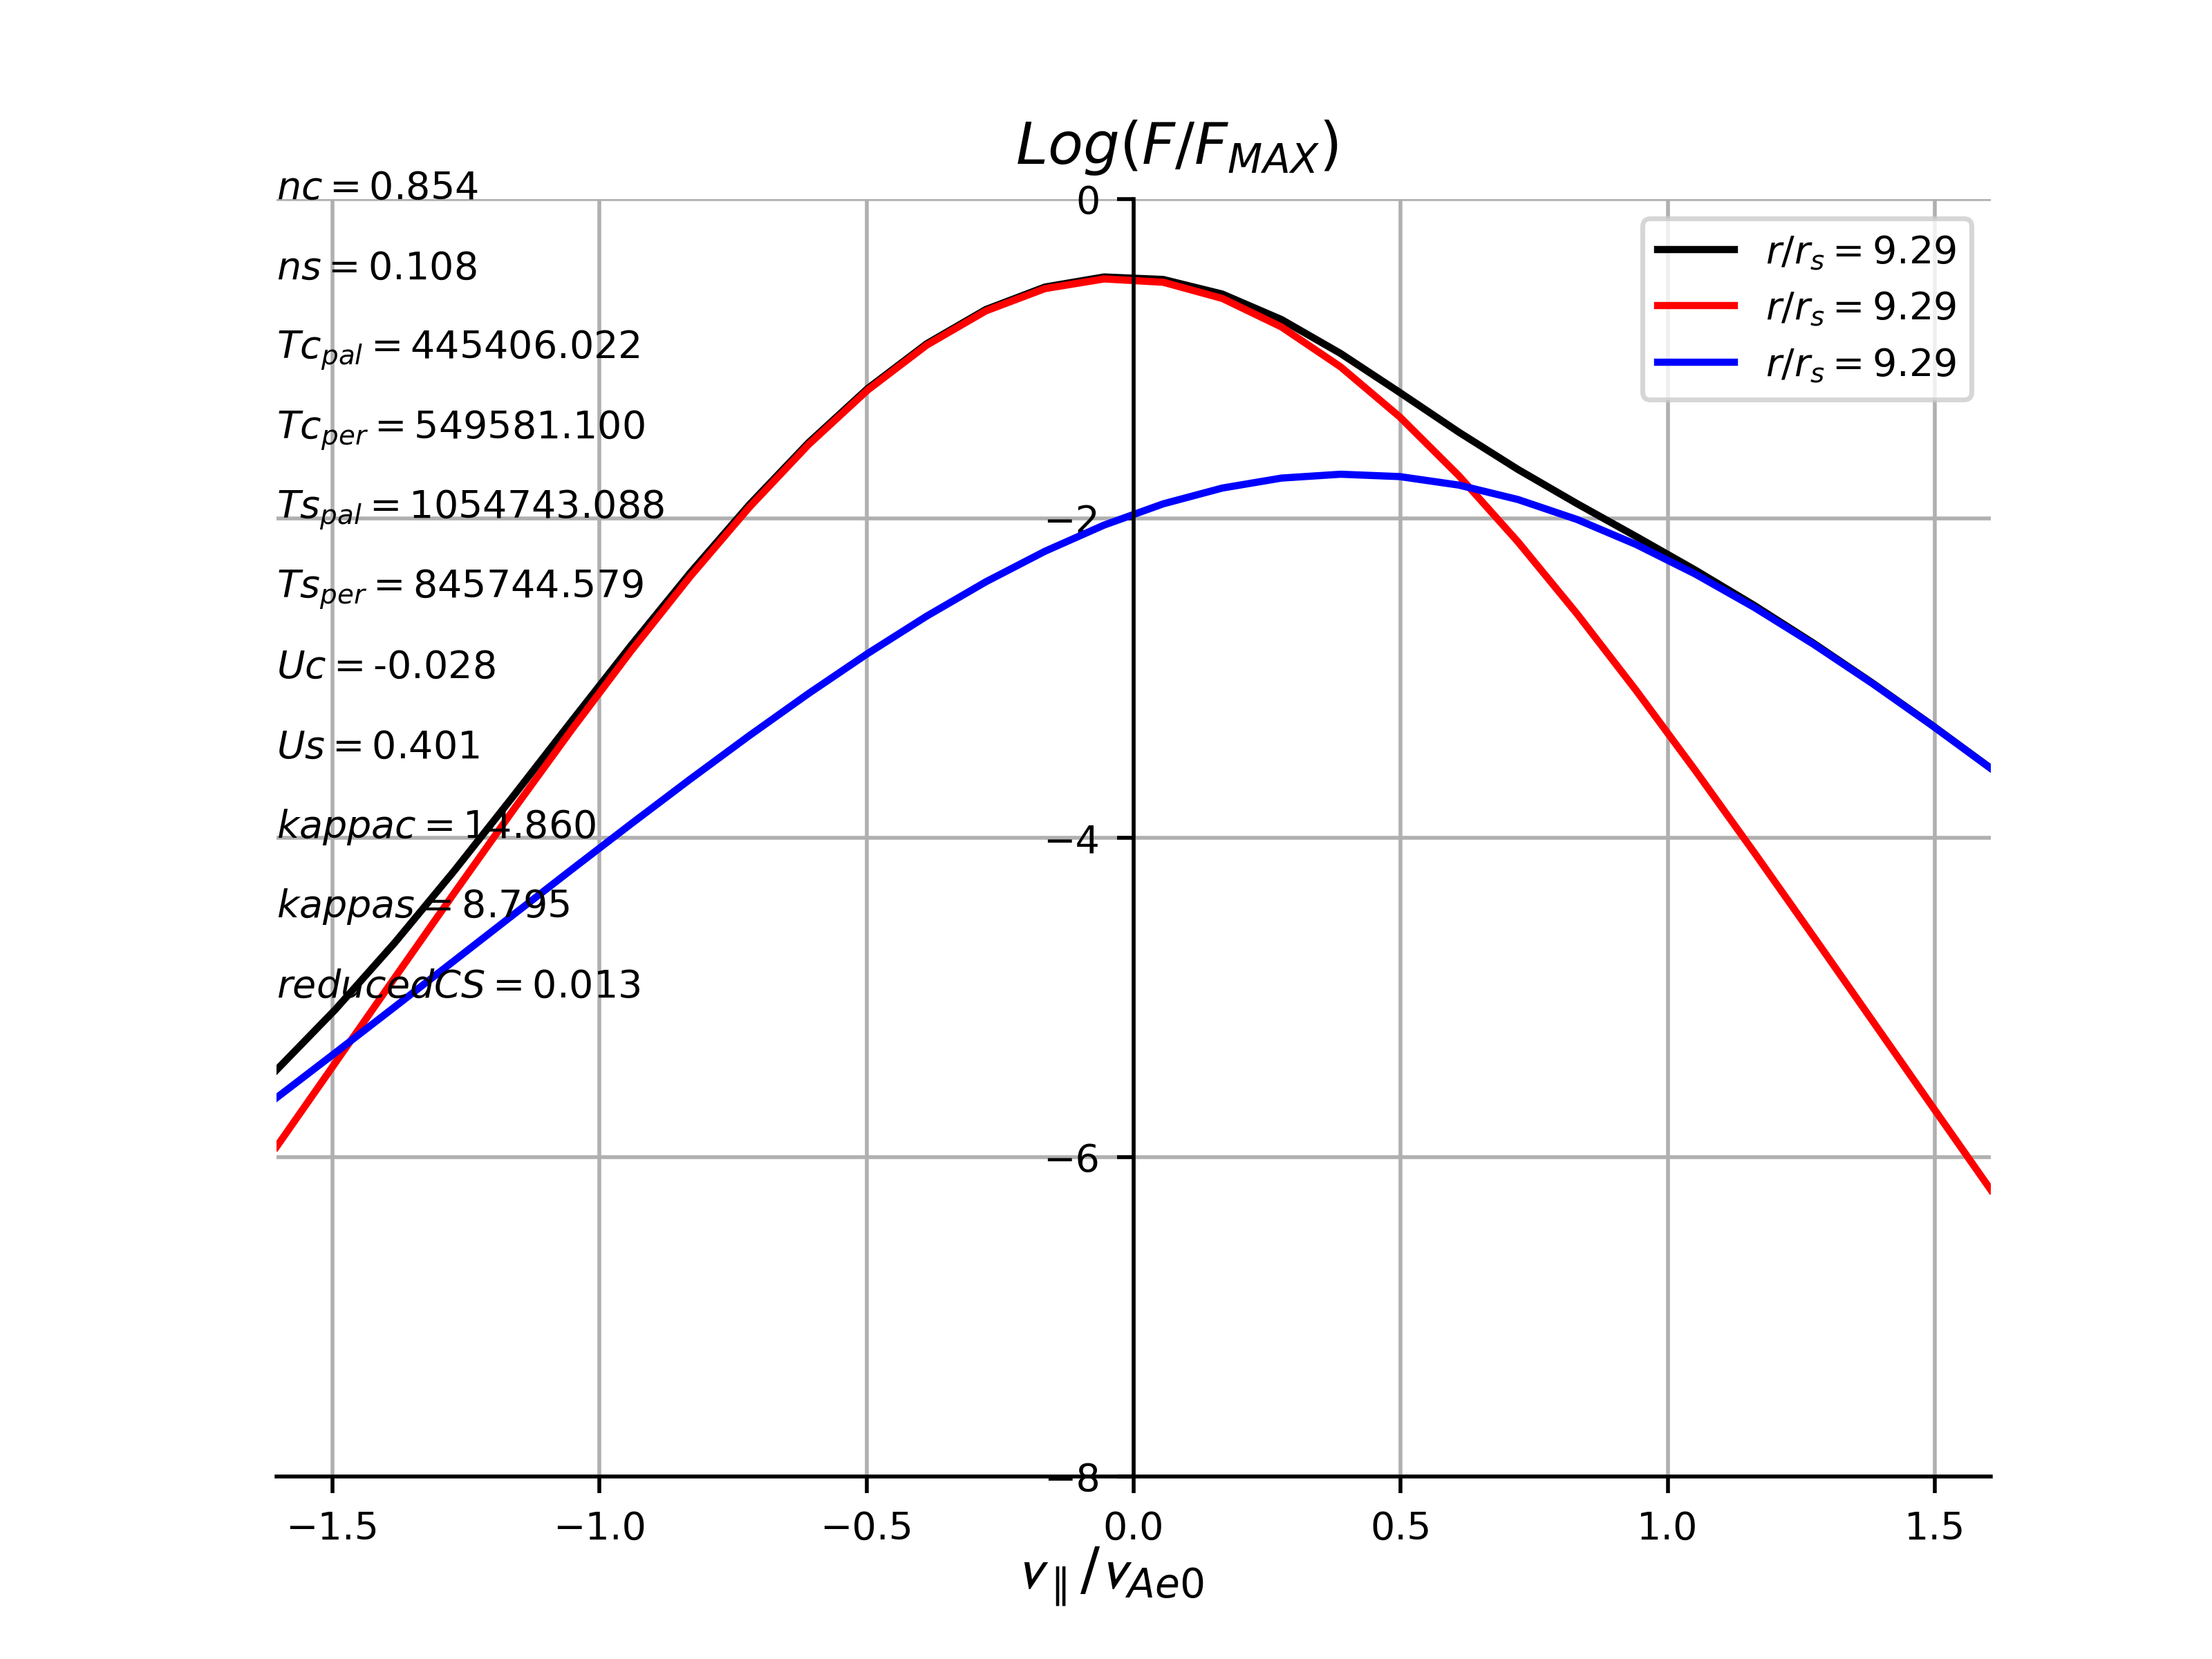 Log(F/F_MAX)
nc = 0.854
ns = 0.108
Tc_pal = 445406.022
Tc_per = 549581.100
Ts_pal = 1054743.088
Ts_per = 845744.579
Uc = -0.028
Us = 0.401
kappac = 14.860
kappas = 8.795
reducedCS = 0.013
r/r_s = 9.29
r/r_s = 9.29
r/r_s = 9.29
0
−2
−4
−6
−8
−1.5 −1.0 −0.5 0.0 0.5 1.0 1.5
v_∥/v_Ae0